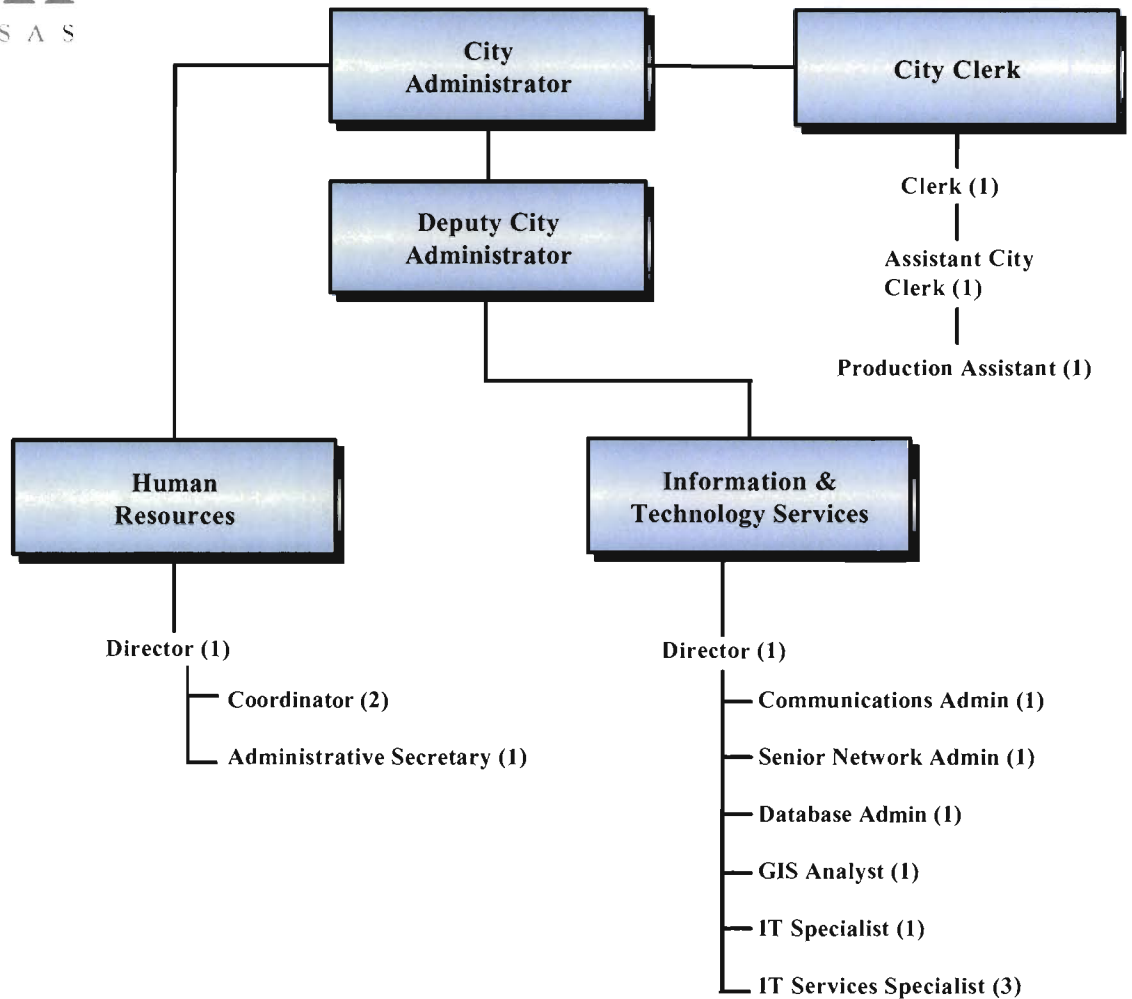 S A S
City
Administrator
City Clerk
Clerk (1)
Deputy City
Administrator
Assistant City
Clerk (1)
Production Assistant (1)
Human
Resources
Information &
Technology Services
Director (1)
Coordinator (2)
Administrative Secretary (1)
Director (1)
Communications Admin (1)
Senior Network Admin (1)
Database Admin (1)
GIS Analyst (1)
IT Specialist (1)
IT Services Specialist (3)